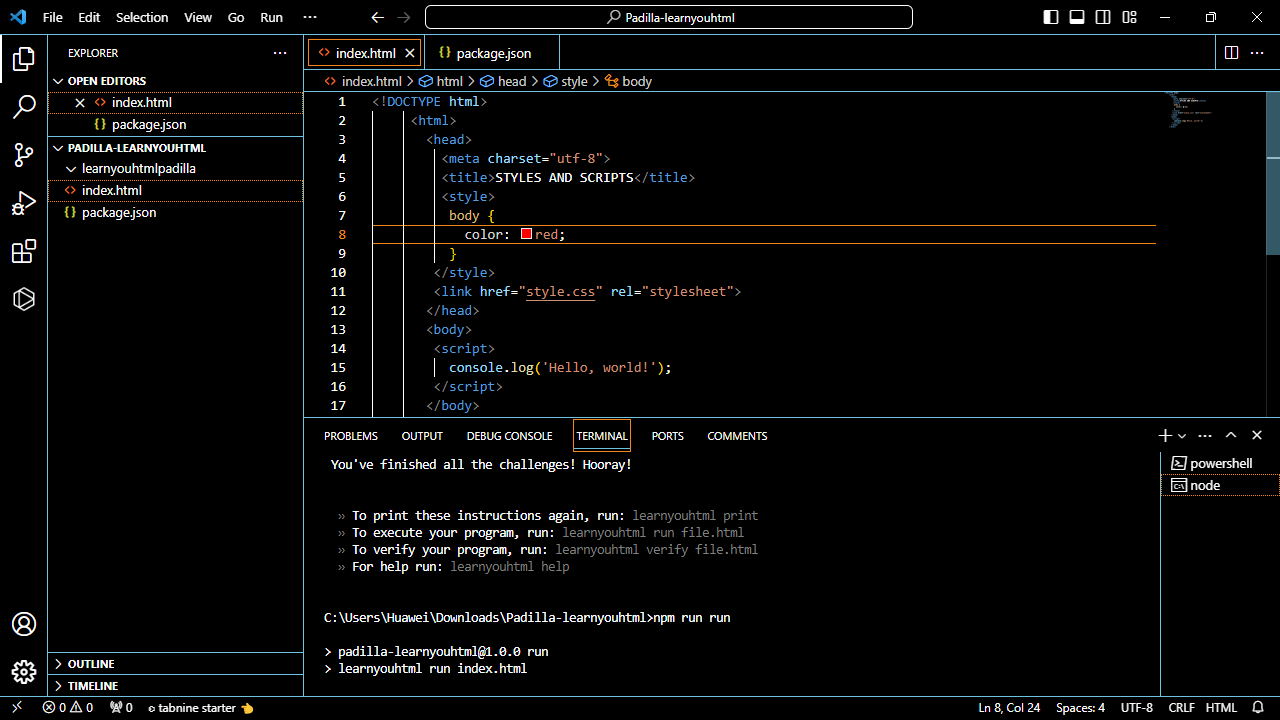 File Edit Selection View Go Run ···
Padilla-learnyouhtml
EXPLORER ···
OPEN EDITORS
index.html
package.json
PADILLA-LEARNYOUHTML
learnyouhtmlpadilla
index.html
package.json
OUTLINE
TIMELINE
index.html package.json
index.html > html > head > style > body
1 <!DOCTYPE html>
2 <html>
3 <head>
4 <meta charset="utf-8">
5 <title>STYLES AND SCRIPTS</title>
6 <style>
7 body {
8 color: red;
9 }
10 </style>
11 <link href="style.css" rel="stylesheet">
12 </head>
13 <body>
14 <script>
15 console.log('Hello, world!');
16 </script>
17 </body>
PROBLEMS OUTPUT DEBUG CONSOLE TERMINAL PORTS COMMENTS
You've finished all the challenges! Hooray!
» To print these instructions again, run: learnyouhtml print
» To execute your program, run: learnyouhtml run file.html
» To verify your program, run: learnyouhtml verify file.html
» For help run: learnyouhtml help
C:\Users\Huawei\Downloads\Padilla-learnyouhtml>npm run run
> padilla-learnyouhtml@1.0.0 run
> learnyouhtml run index.html
powershell
node
0 0 0 tabnine starter Ln 8, Col 24 Spaces: 4 UTF-8 CRLF HTML